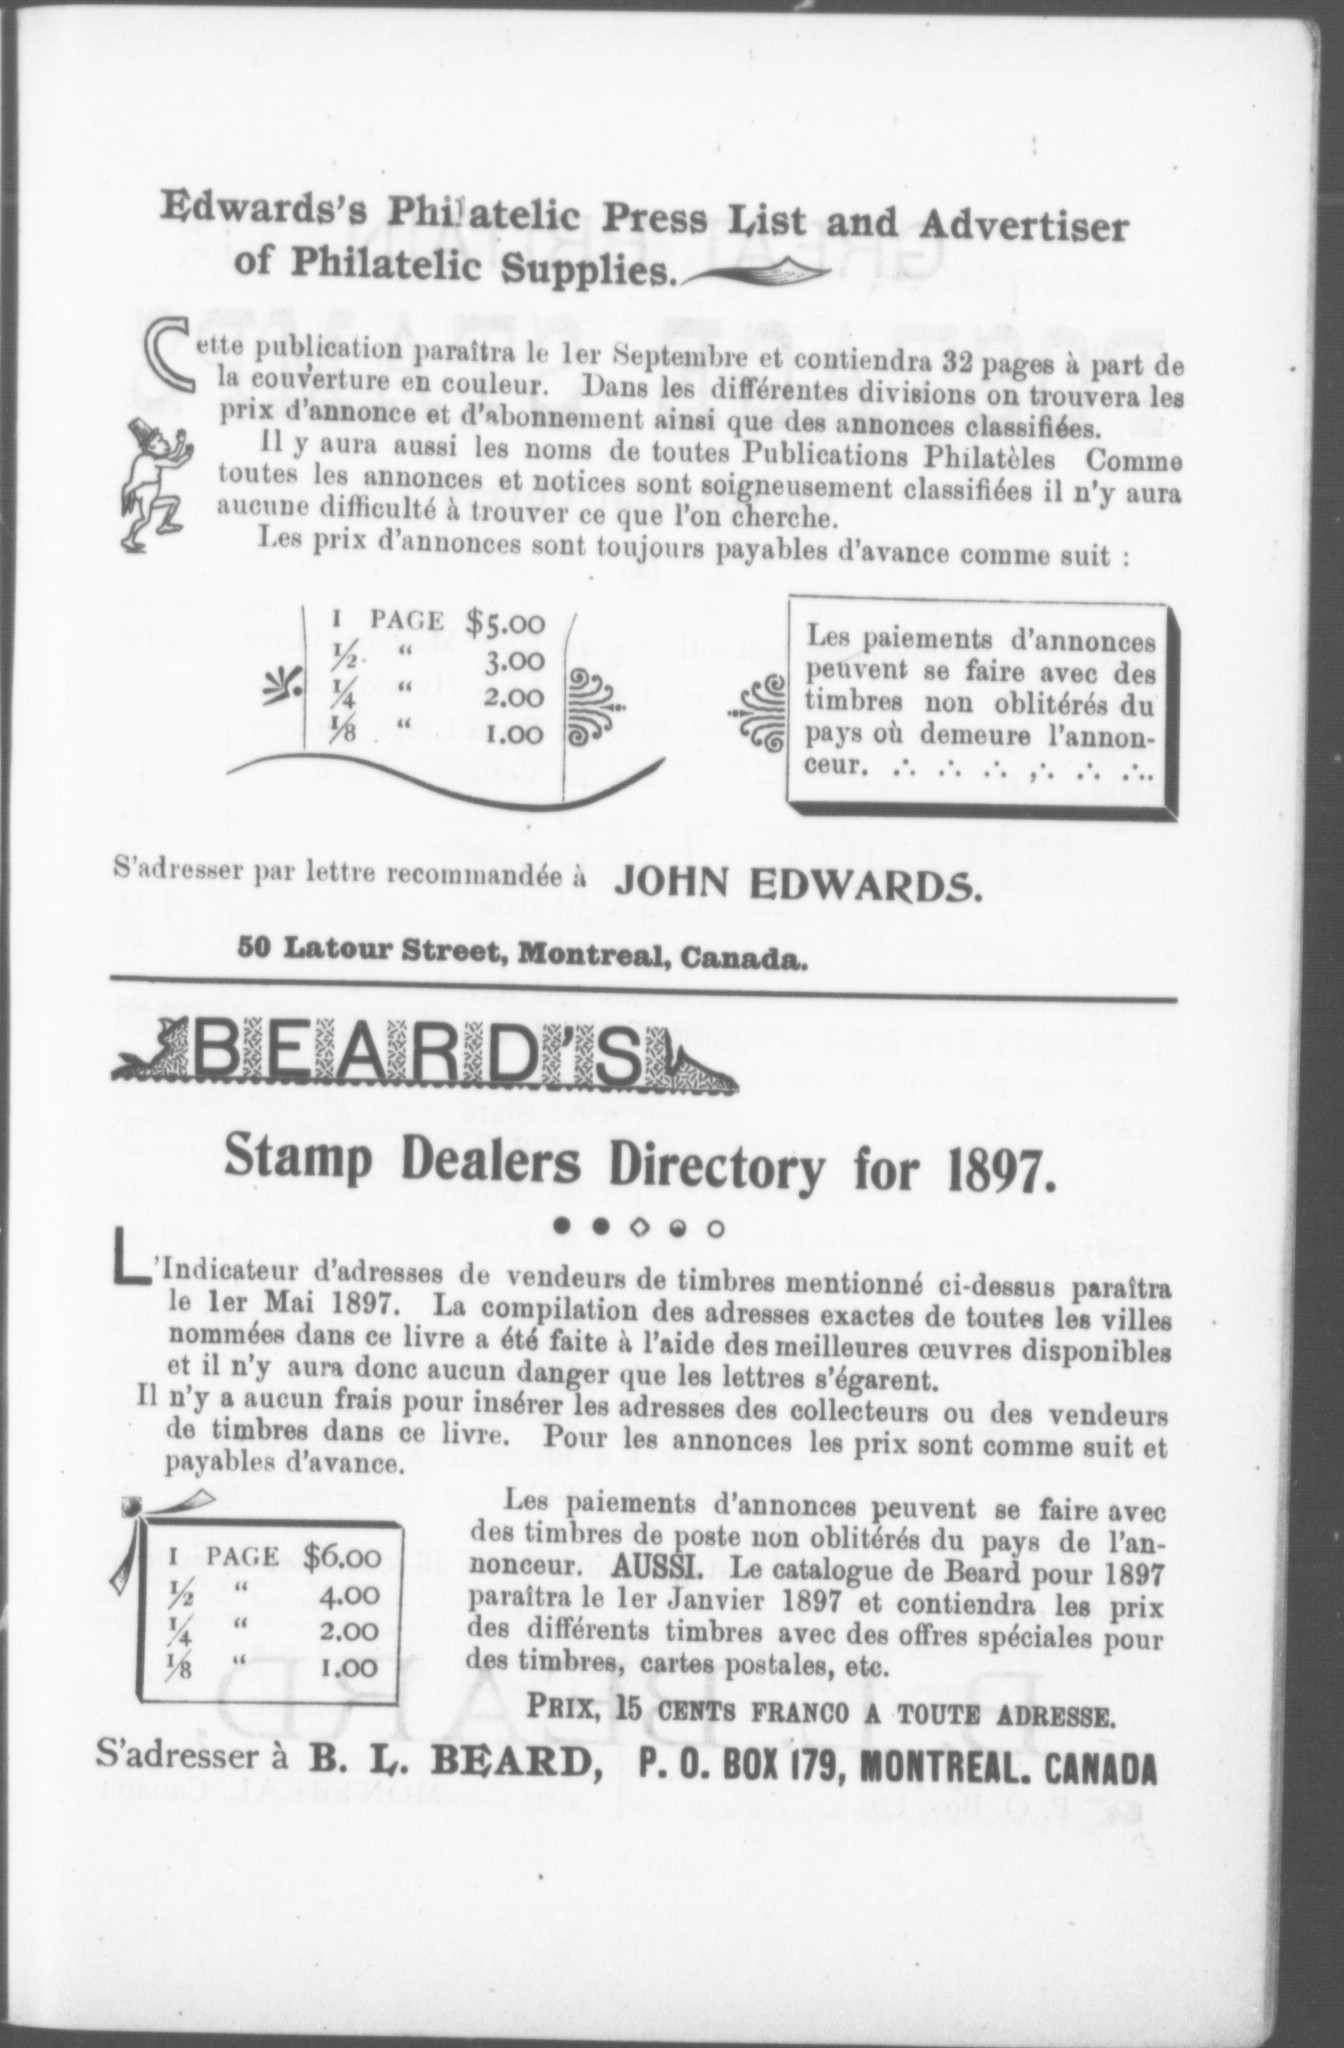 Edwards's Philatelic Press List and Advertiser
of Philatelic Supplies.
Cette publication paraîtra le 1er Septembre et contiendra 32 pages à part de
la couverture en couleur. Dans les différentes divisions on trouvera les
prix d'annonce et d'abonnement ainsi que des annonces classifiées.
Il y aura aussi les noms de toutes Publications Philatèles Comme
toutes les annonces et notices sont soigneusement classifiées il n'y aura
aucune difficulté à trouver ce que l'on cherche.
Les prix d'annonces sont toujours payables d'avance comme suit :
1 PAGE $5.00
1/2 “ 3.00
1/4 “ 2.00
1/8 “ 1.00
Les paiements d'annonces
peuvent se faire avec des
timbres non oblitérés du
pays où demeure l'annon-
ceur. ∴ ∴ ∴ ∴ ∴ ∴
S'adresser par lettre recommandée à JOHN EDWARDS.
50 Latour Street, Montreal, Canada.
BEARD'S
Stamp Dealers Directory for 1897.
L'Indicateur d'adresses de vendeurs de timbres mentionné ci-dessus paraîtra
le 1er Mai 1897. La compilation des adresses exactes de toutes les villes
nommées dans ce livre a été faite à l'aide des meilleures œuvres disponibles
et il n'y aura donc aucun danger que les lettres s'égarent.
Il n'y a aucun frais pour insérer les adresses des collecteurs ou des vendeurs
de timbres dans ce livre. Pour les annonces les prix sont comme suit et
payables d'avance.
1 PAGE $6.00
1/2 “ 4.00
1/4 “ 2.00
1/8 “ 1.00
Les paiements d'annonces peuvent se faire avec
des timbres de poste non oblitérés du pays de l'an-
nonceur. AUSSI. Le catalogue de Beard pour 1897
paraîtra le 1er Janvier 1897 et contiendra les prix
des différents timbres avec des offres spéciales pour
des timbres, cartes postales, etc.
PRIX, 15 CENTS FRANCO A TOUTE ADRESSE.
S'adresser à B. L. BEARD, P. O. BOX 179, MONTREAL. CANADA